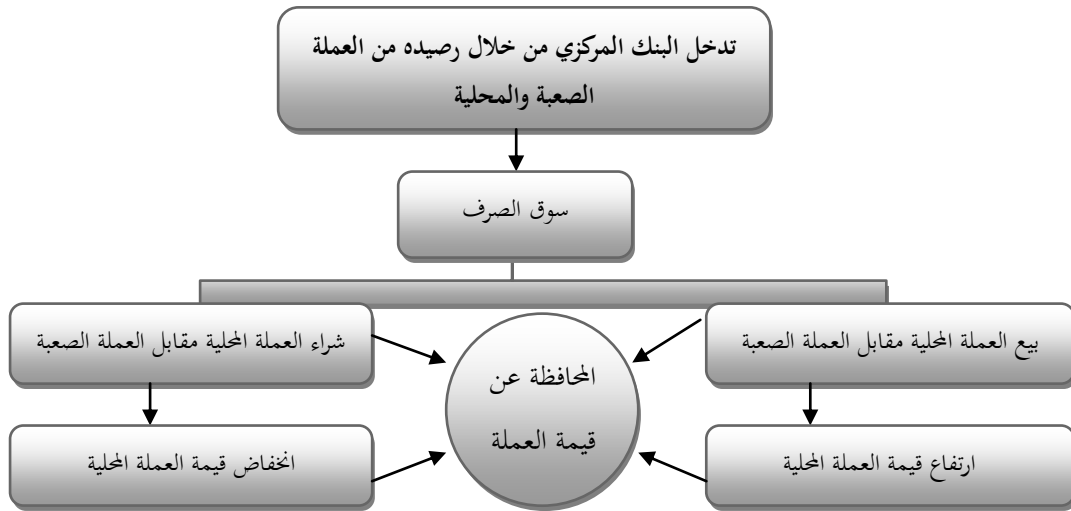 تدخل البنك المركزي من خلال رصيده من العملة
الصعبة والمحلية
سوق الصرف
بيع العملة المحلية مقابل العملة الصعبة
شراء العملة المحلية مقابل العملة الصعبة
المحافظة عن
قيمة العملة
ارتفاع قيمة العملة المحلية
انخفاض قيمة العملة المحلية